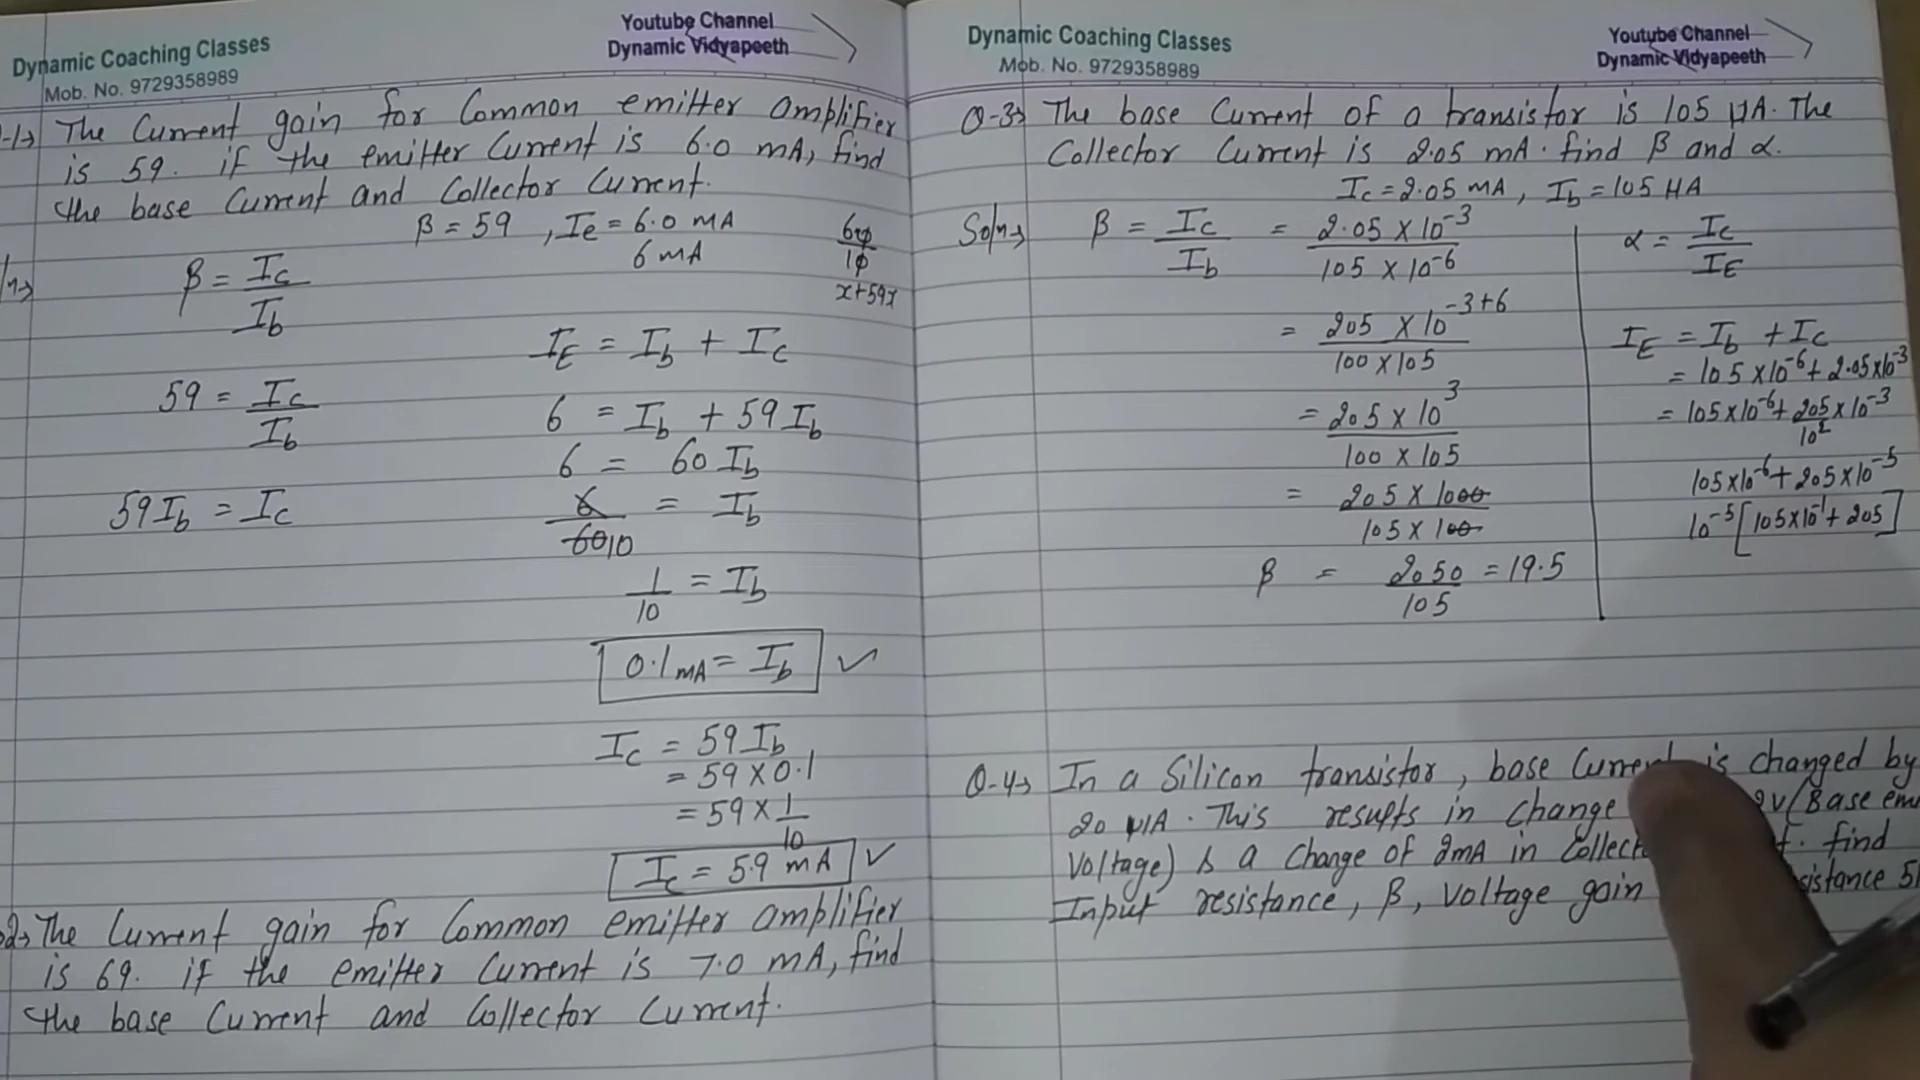 Dynamic Coaching Classes
Mob. No. 9729358989
Youtube Channel
Dynamic Vidyapeeth
-1→ The Current gain for Common emitter amplifier
is 59. if the emitter Current is 6.0 mA, find
the base Current and Collector Current.
β = 59 , Ie = 6.0 mA
6 mA
60
10
x+59x
β = Ic
Ib
59 = Ic
Ib
59Ib = Ic
IE = Ib + Ic
6 = Ib + 59Ib
6 = 60 Ib
6 = Ib
6010
1 = Ib
10
0.1 mA = Ib ✓
Ic = 59Ib
= 59 × 0.1
= 59 × 1
10
Ic = 5.9 mA ✓
2→ The Current gain for Common emitter amplifier
is 69. if the emitter Current is 7.0 mA, find
the base Current and Collector Current.
Dynamic Coaching Classes
Mob. No. 9729358989
Youtube Channel
Dynamic Vidyapeeth
Q-3→ The base Current of a transistor is 105 μA. The
Collector Current is 2.05 mA. find β and α.
Ic = 2.05 mA, Ib = 105 μA
Soln→ β = Ic = 2.05 × 10⁻³
Ib 105 × 10⁻⁶
= 205 × 10⁻³⁺⁶
100 × 105
= 205 × 10³
100 × 105
= 205 × 1000
105 × 100
β = 2050 = 19.5
105
α = Ic
IE
IE = Ib + Ic
= 105 × 10⁻⁶ + 2.05 × 10⁻³
= 105 × 10⁻⁶ + 205 × 10⁻³
10²
105 × 10⁻⁶ + 205 × 10⁻⁵
10⁻⁵ [105 × 10⁻¹ + 205]
Q-4→ In a Silicon transistor, base Current is changed by
20 μA. This results in change 2V (Base
Voltage) & a Change of 2mA in find
Input resistance, β, Voltage gain